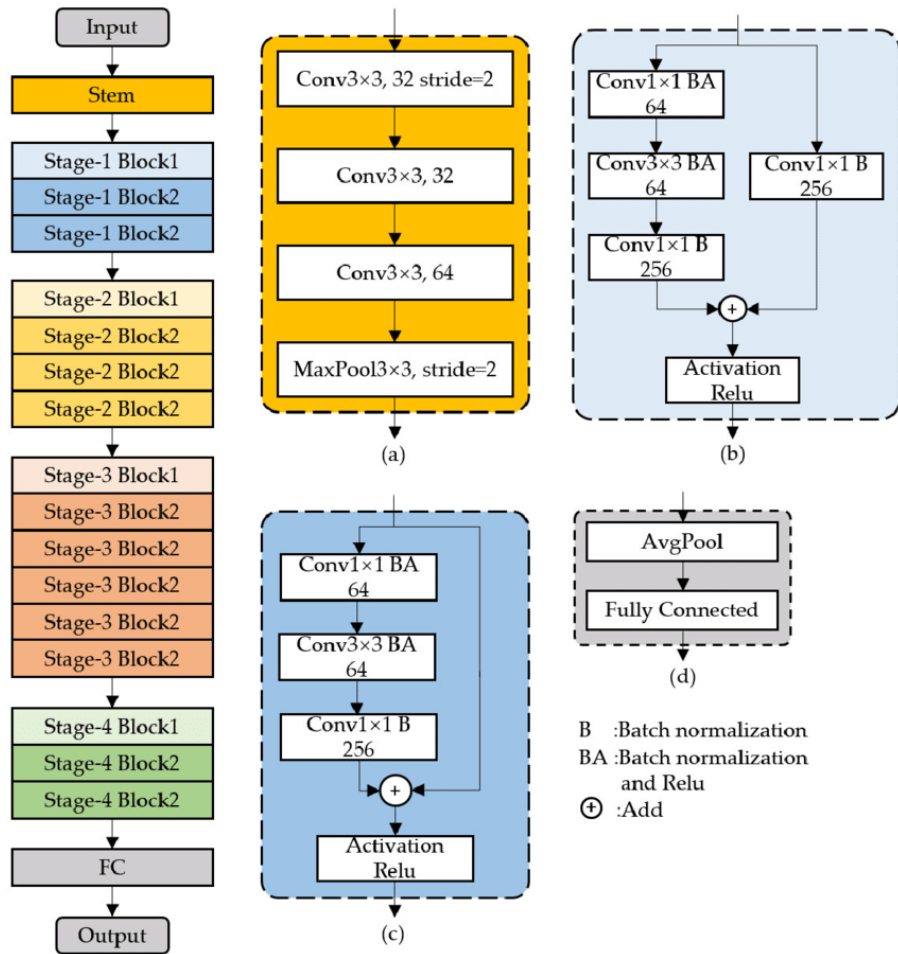 Input
Stem
Stage-1 Block1
Stage-1 Block2
Stage-1 Block2
Stage-2 Block1
Stage-2 Block2
Stage-2 Block2
Stage-2 Block2
Stage-3 Block1
Stage-3 Block2
Stage-3 Block2
Stage-3 Block2
Stage-3 Block2
Stage-3 Block2
Stage-4 Block1
Stage-4 Block2
Stage-4 Block2
FC
Output
Conv3×3, 32 stride=2
Conv3×3, 32
Conv3×3, 64
MaxPool3×3, stride=2
(a)
Conv1×1 BA
64
Conv3×3 BA
64
Conv1×1 B
256
Conv1×1 B
256
+
Activation
Relu
(b)
Conv1×1 BA
64
Conv3×3 BA
64
Conv1×1 B
256
+
Activation
Relu
(c)
AvgPool
Fully Connected
(d)
B :Batch normalization
BA :Batch normalization
and Relu
⊕ :Add